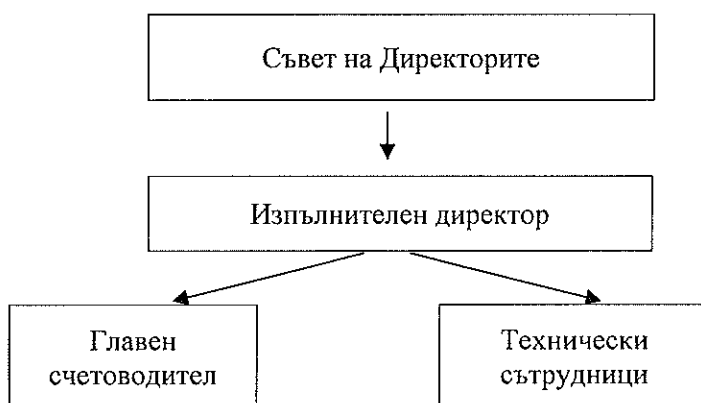 Съвет на Директорите
Изпълнителен директор
Главен
счетоводител
Технически
сътрудници